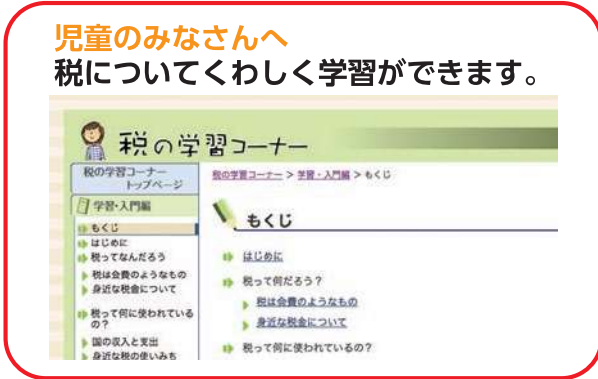 児童のみなさんへ
税についてくわしく学習ができます。
税の学習コーナー
税の学習コーナー
トップページ
学習・入門編
もくじ
はじめに
税ってなんだろう
税は会費のようなもの
身近な税金について
税って何に使われている
の?
国の収入と支出
身近な税の使いみち
税の学習コーナー > 学習・入門編 > もくじ
もくじ
はじめに
税って何だろう?
税は会費のようなもの
身近な税金について
税って何に使われているの?